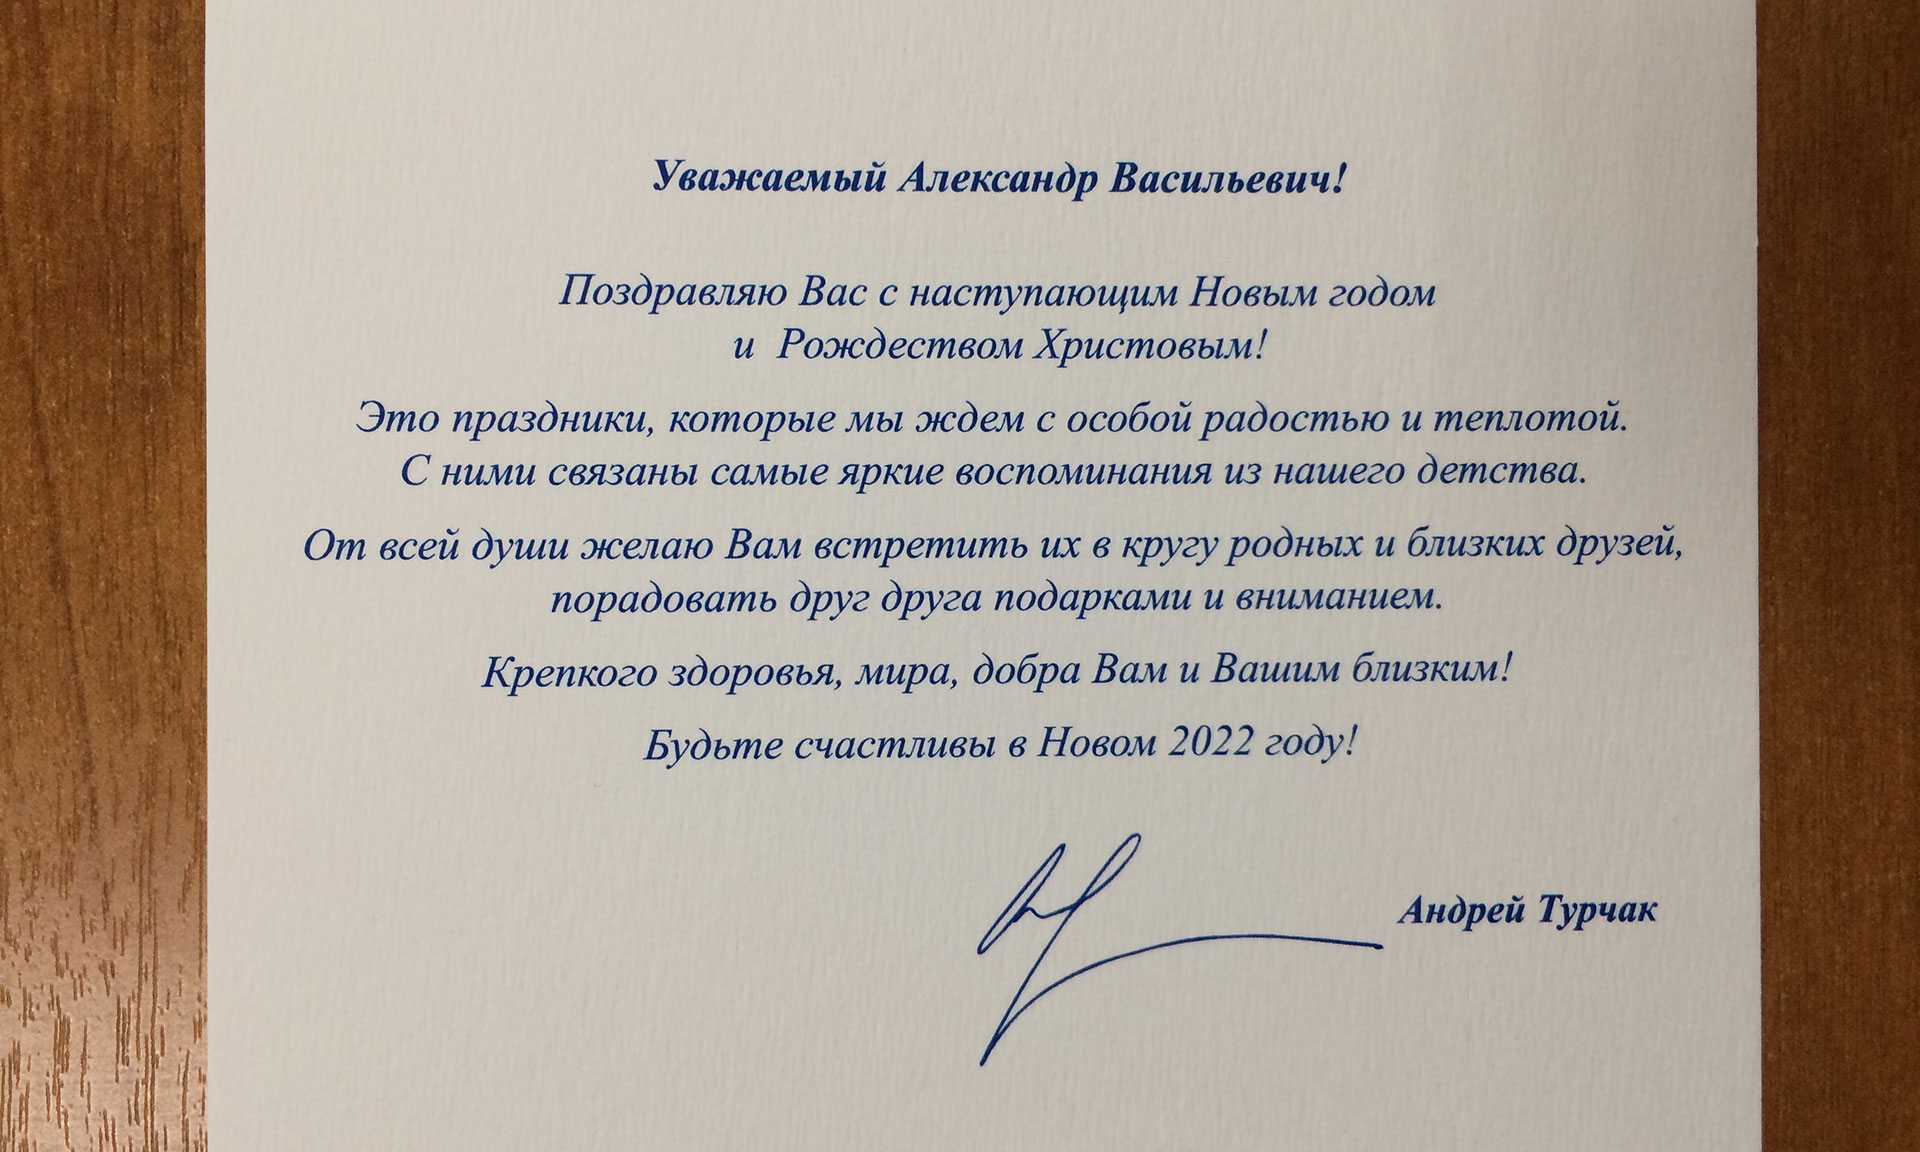 Уважаемый Александр Васильевич!
Поздравляю Вас с наступающим Новым годом
и Рождеством Христовым!
Это праздники, которые мы ждем с особой радостью и теплотой.
С ними связаны самые яркие воспоминания из нашего детства.
От всей души желаю Вам встретить их в кругу родных и близких друзей,
порадовать друг друга подарками и вниманием.
Крепкого здоровья, мира, добра Вам и Вашим близким!
Будьте счастливы в Новом 2022 году!
Андрей Турчак